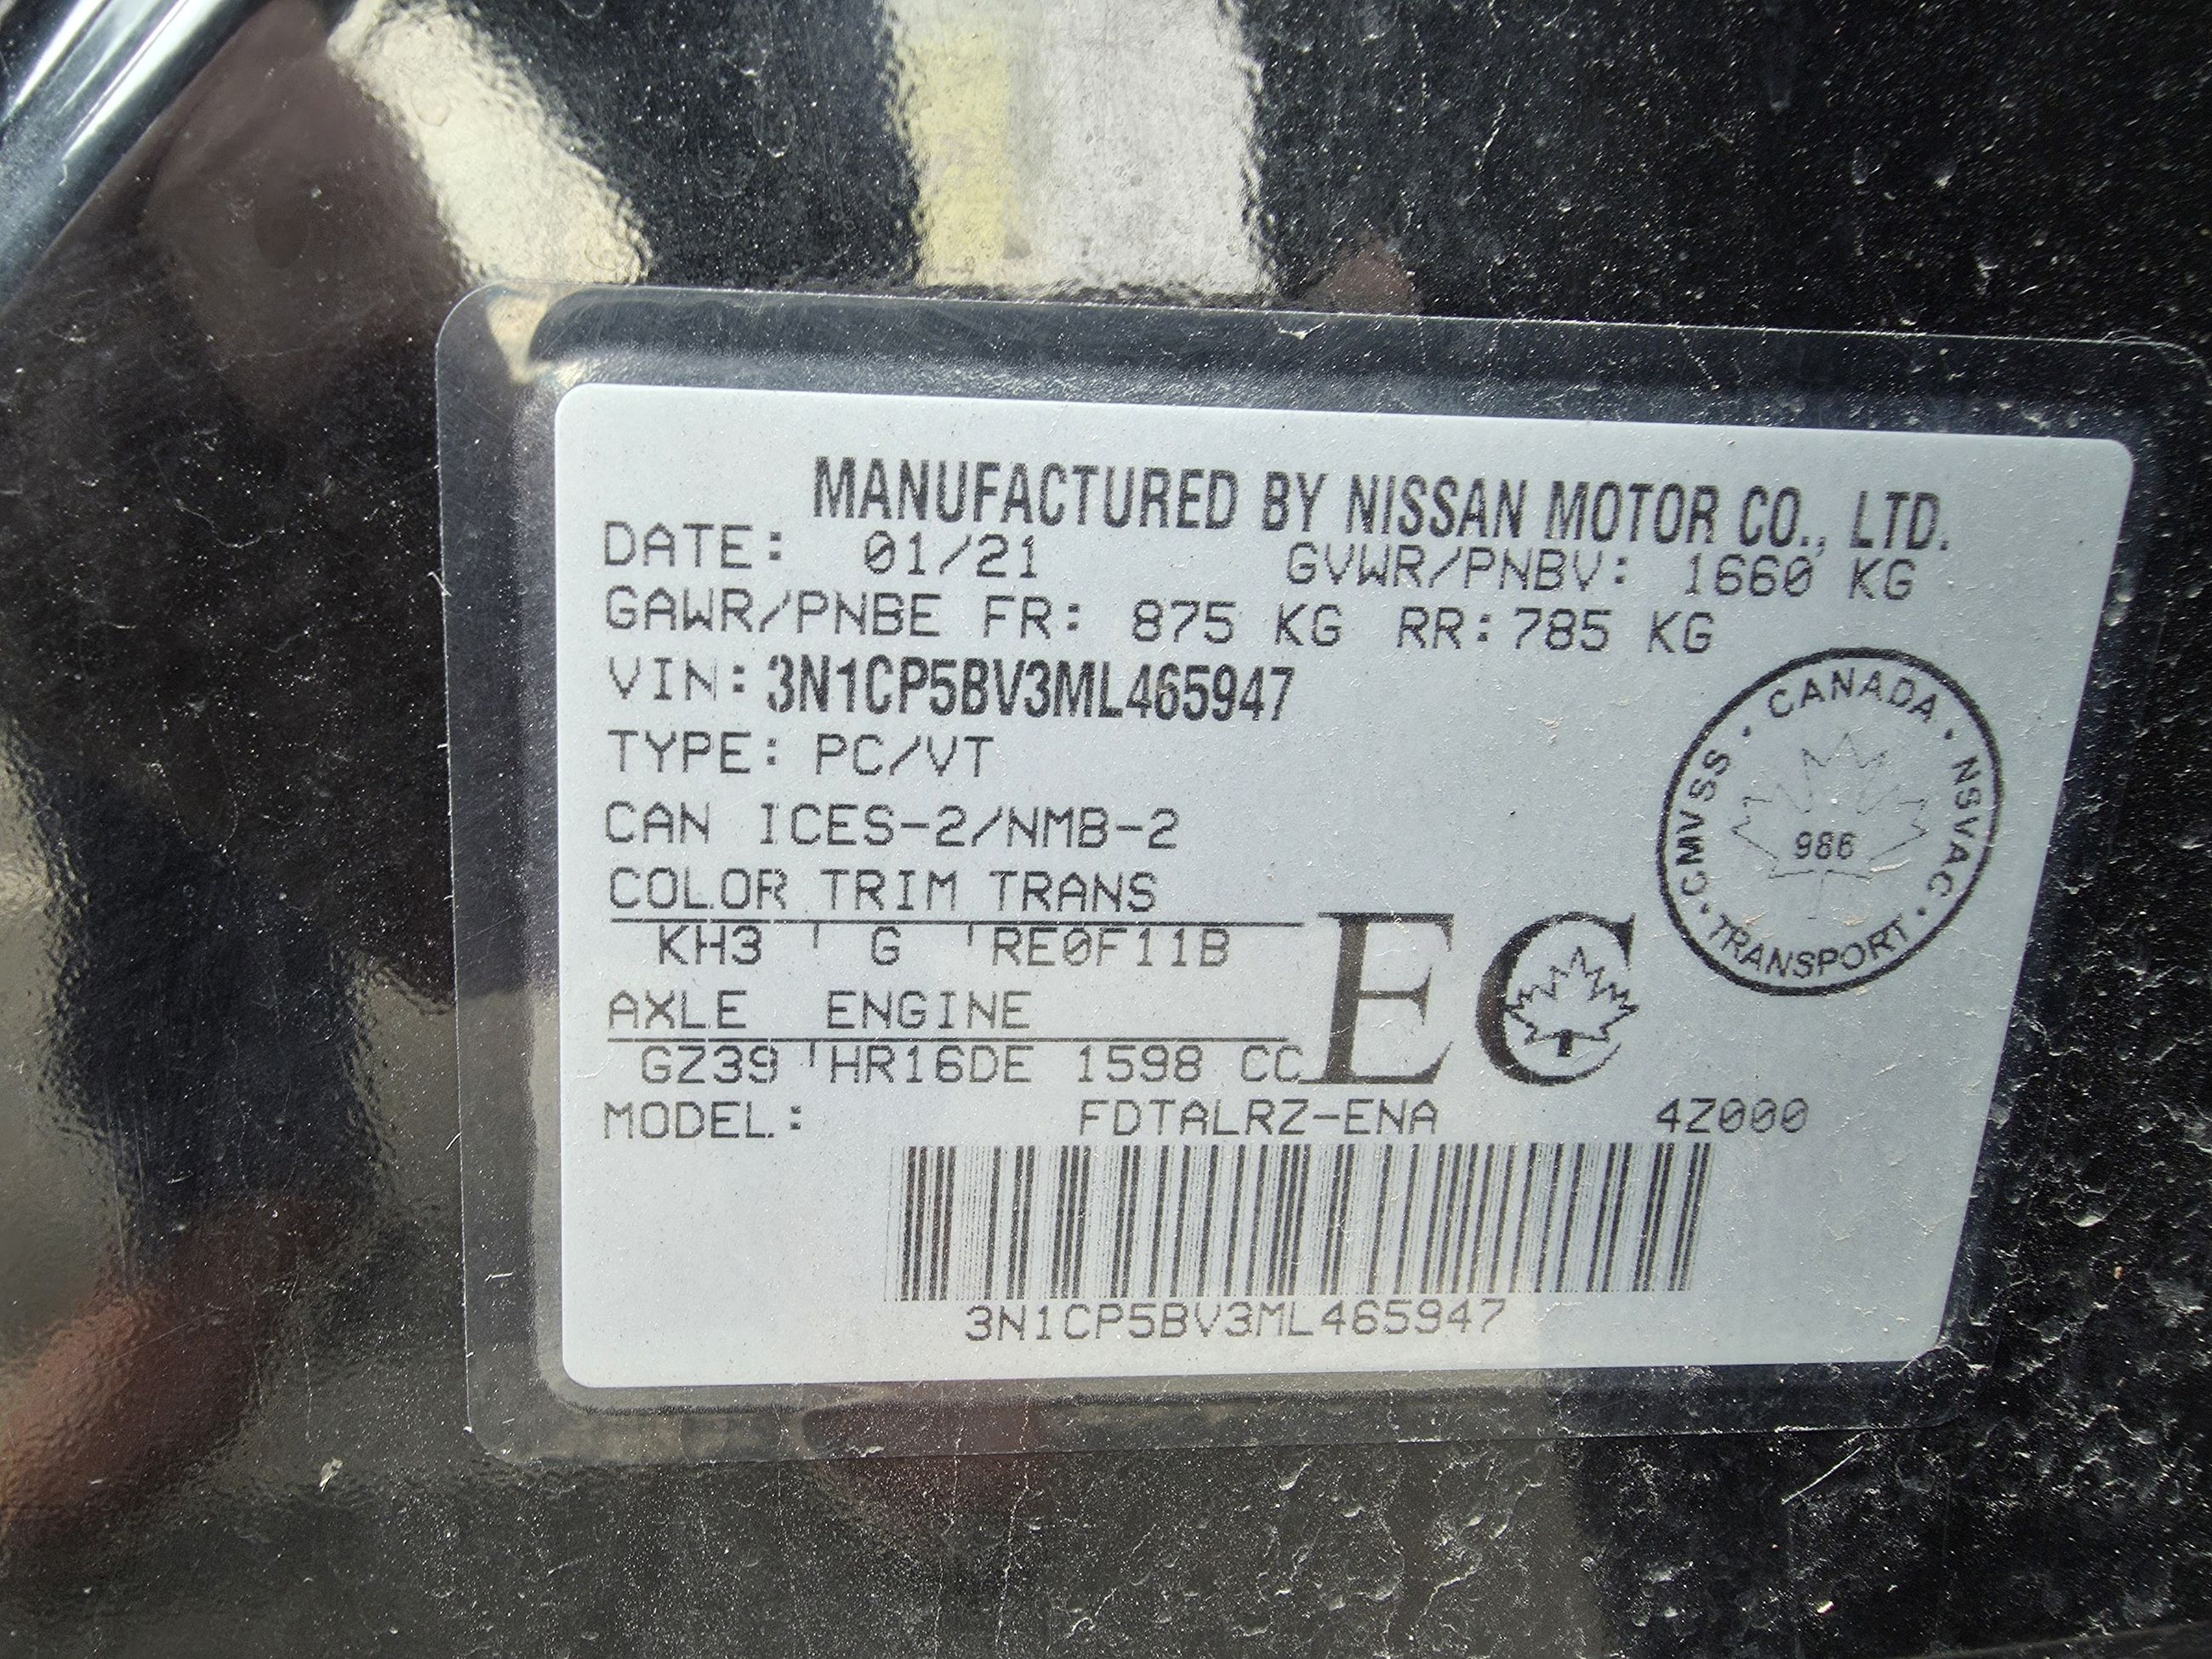 MANUFACTURED BY NISSAN MOTOR CO., LTD.
DATE: 01/21 GVWR/PNBV: 1660 KG
GAWR/PNBE FR: 875 KG RR:785 KG
VIN:3N1CP5BV3ML465947
TYPE: PC/VT
CAN ICES-2/NMB-2
COLOR TRIM TRANS
KH3 G RE0F11B
AXLE ENGINE
GZ39 HR16DE 1598 CC
EC
CANADA · NSVAC · TRANSPORT · CMVSS ·
986
MODEL: FDTALRZ-ENA 4Z000
3N1CP5BV3ML465947